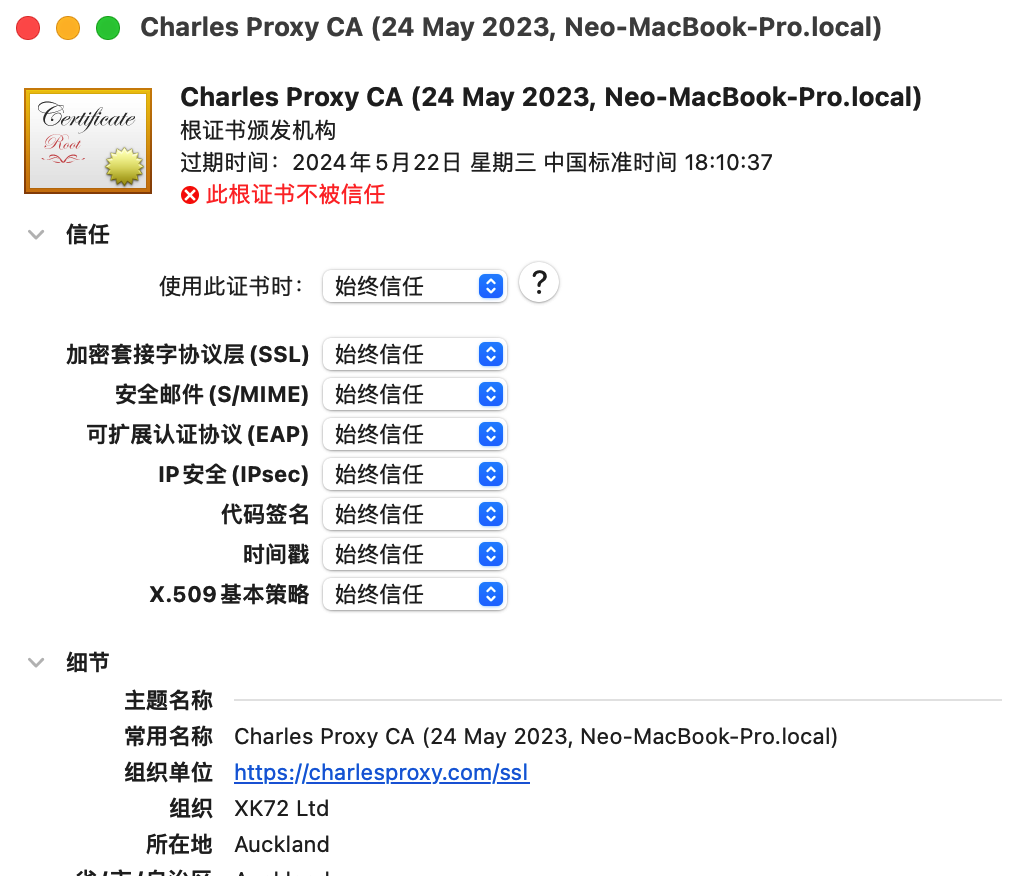 Charles Proxy CA (24 May 2023, Neo-MacBook-Pro.local)
Certificate
Root
Charles Proxy CA (24 May 2023, Neo-MacBook-Pro.local)
根证书颁发机构
过期时间：2024年5月22日 星期三 中国标准时间 18:10:37
此根证书不被信任
信任
使用此证书时： 始终信任 ?
加密套接字协议层 (SSL) 始终信任
安全邮件 (S/MIME) 始终信任
可扩展认证协议 (EAP) 始终信任
IP 安全 (IPsec) 始终信任
代码签名 始终信任
时间戳 始终信任
X.509 基本策略 始终信任
细节
主题名称
常用名称 Charles Proxy CA (24 May 2023, Neo-MacBook-Pro.local)
组织单位 https://charlesproxy.com/ssl
组织 XK72 Ltd
所在地 Auckland
省/市/自治区 Auckland